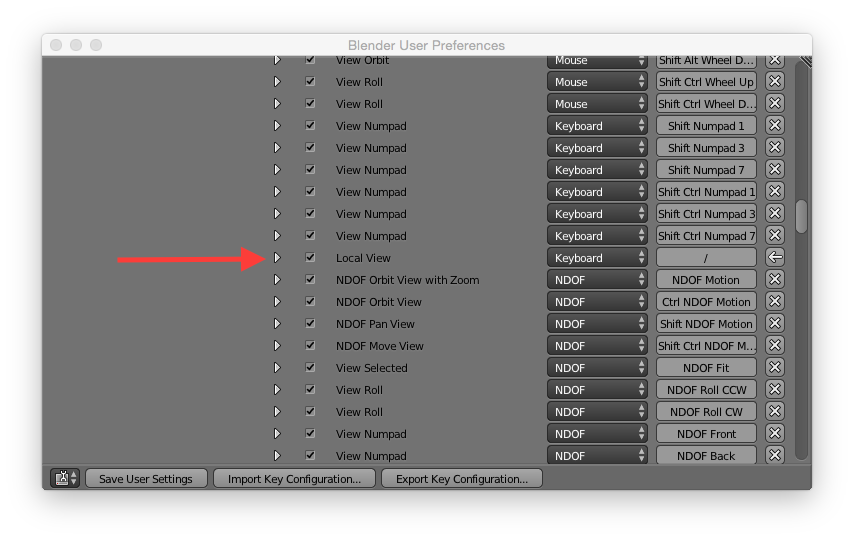 Blender User Preferences
View Orbit Mouse Shift Alt Wheel D...
View Roll Mouse Shift Ctrl Wheel Up
View Roll Mouse Shift Ctrl Wheel D...
View Numpad Keyboard Shift Numpad 1
View Numpad Keyboard Shift Numpad 3
View Numpad Keyboard Shift Numpad 7
View Numpad Keyboard Shift Ctrl Numpad 1
View Numpad Keyboard Shift Ctrl Numpad 3
View Numpad Keyboard Shift Ctrl Numpad 7
Local View Keyboard /
NDOF Orbit View with Zoom NDOF NDOF Motion
NDOF Orbit View NDOF Ctrl NDOF Motion
NDOF Pan View NDOF Shift NDOF Motion
NDOF Move View NDOF Shift Ctrl NDOF M...
View Selected NDOF NDOF Fit
View Roll NDOF NDOF Roll CCW
View Roll NDOF NDOF Roll CW
View Numpad NDOF NDOF Front
View Numpad NDOF NDOF Back
Save User Settings Import Key Configuration... Export Key Configuration...